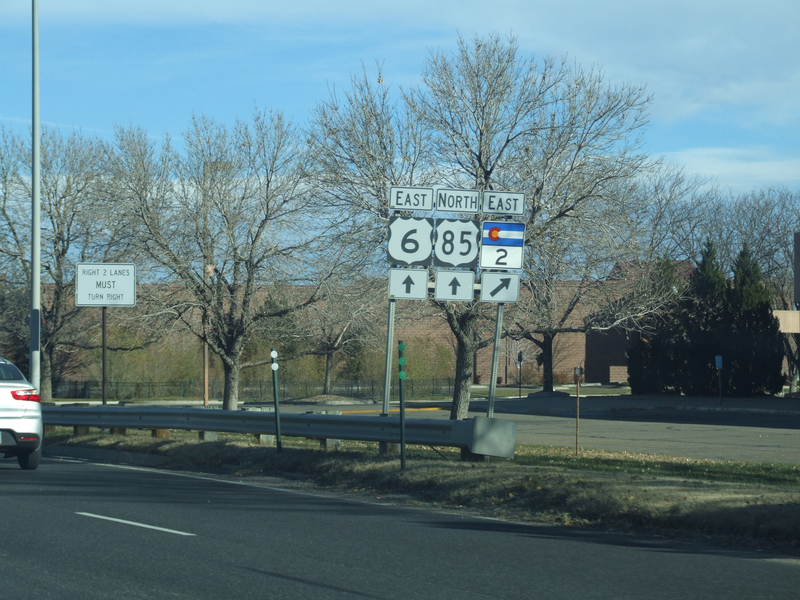 EAST NORTH EAST
6 85 2
RIGHT 2 LANES
MUST
TURN RIGHT